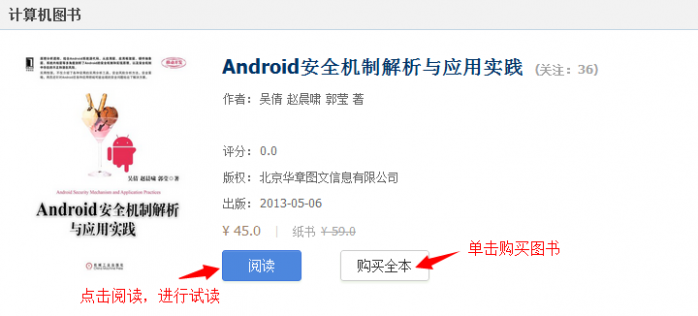 计算机图书
Android安全机制解析与应用实践 (关注：36)
作者：吴倩 赵晨啸 郭莹 著
评分：0.0
版权：北京华章图文信息有限公司
出版：2013-05-06
¥ 45.0 | 纸书 ¥ 59.0
阅读
购买全本
单击购买图书
点击阅读，进行试读
吴倩 赵晨啸 郭莹◎著
Android Security Mechanism and Application Practices
Android安全机制解析
与应用实践
机械工业出版社